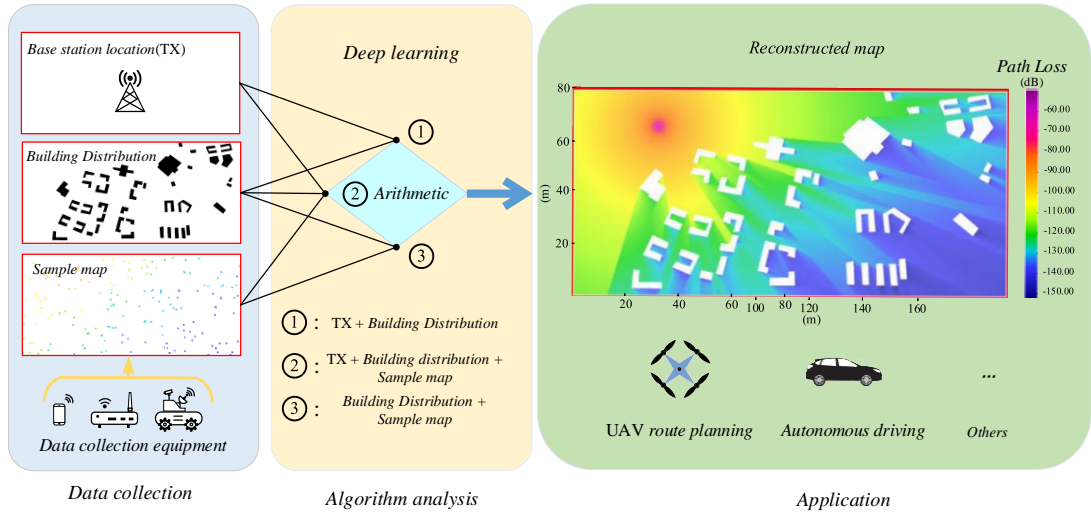 Base station location(TX)
Building Distribution
Sample map
Data collection equipment
Data collection
Deep learning
1
2 Arithmetic
3
1 : TX + Building Distribution
2 : TX + Building distribution +
Sample map
3 : Building Distribution +
Sample map
Algorithm analysis
Reconstructed map
Path Loss
(dB)
80
60
40
20
(m)
20
40
60
100
80
120
140
160
(m)
-60.00
-70.00
-80.00
-90.00
-100.00
-110.00
-120.00
-130.00
-140.00
-150.00
UAV route planning
Autonomous driving
...
Others
Application